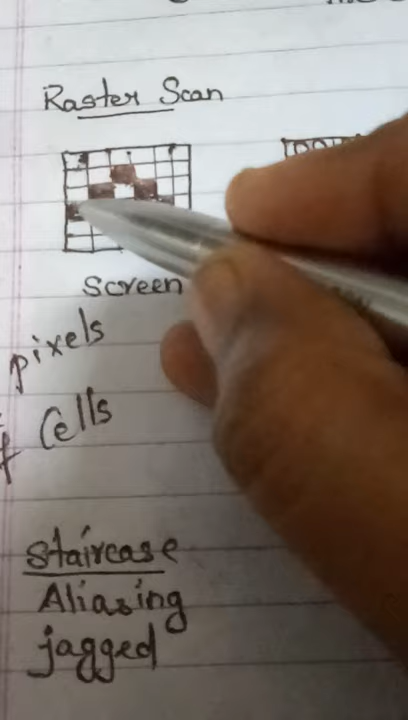 Raster Scan
Screen
pixels
Cells
Staircase
Aliasing
jagged